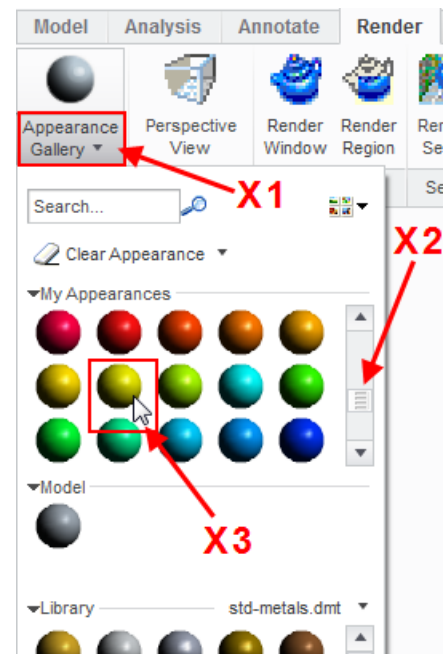 Model Analysis Annotate Render
Appearance Gallery
Perspective View
Render Window
Render Region
X1
Search...
X2
Clear Appearance
My Appearances
X3
Model
Library std-metals.dmt